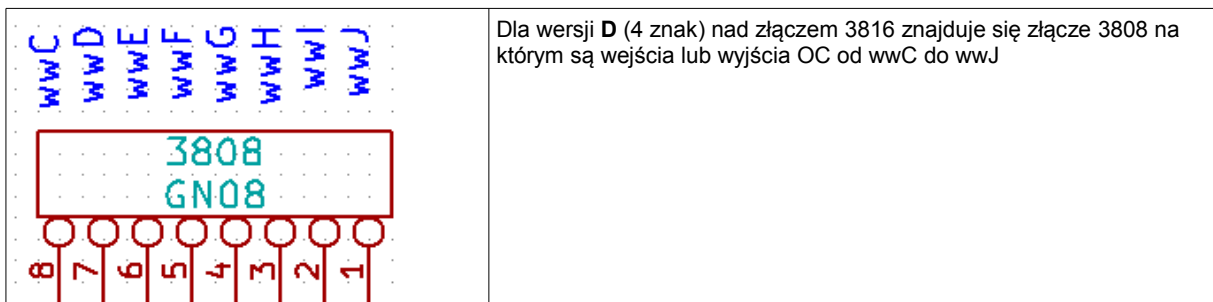 wwC
wwD
wwE
wwF
wwG
wwH
wwI
wwJ
3808
GN08
8
7
6
5
4
3
2
1
Dla wersji D (4 znak) nad złączem 3816 znajduje się złącze 3808 na
którym są wejścia lub wyjścia OC od wwC do wwJ